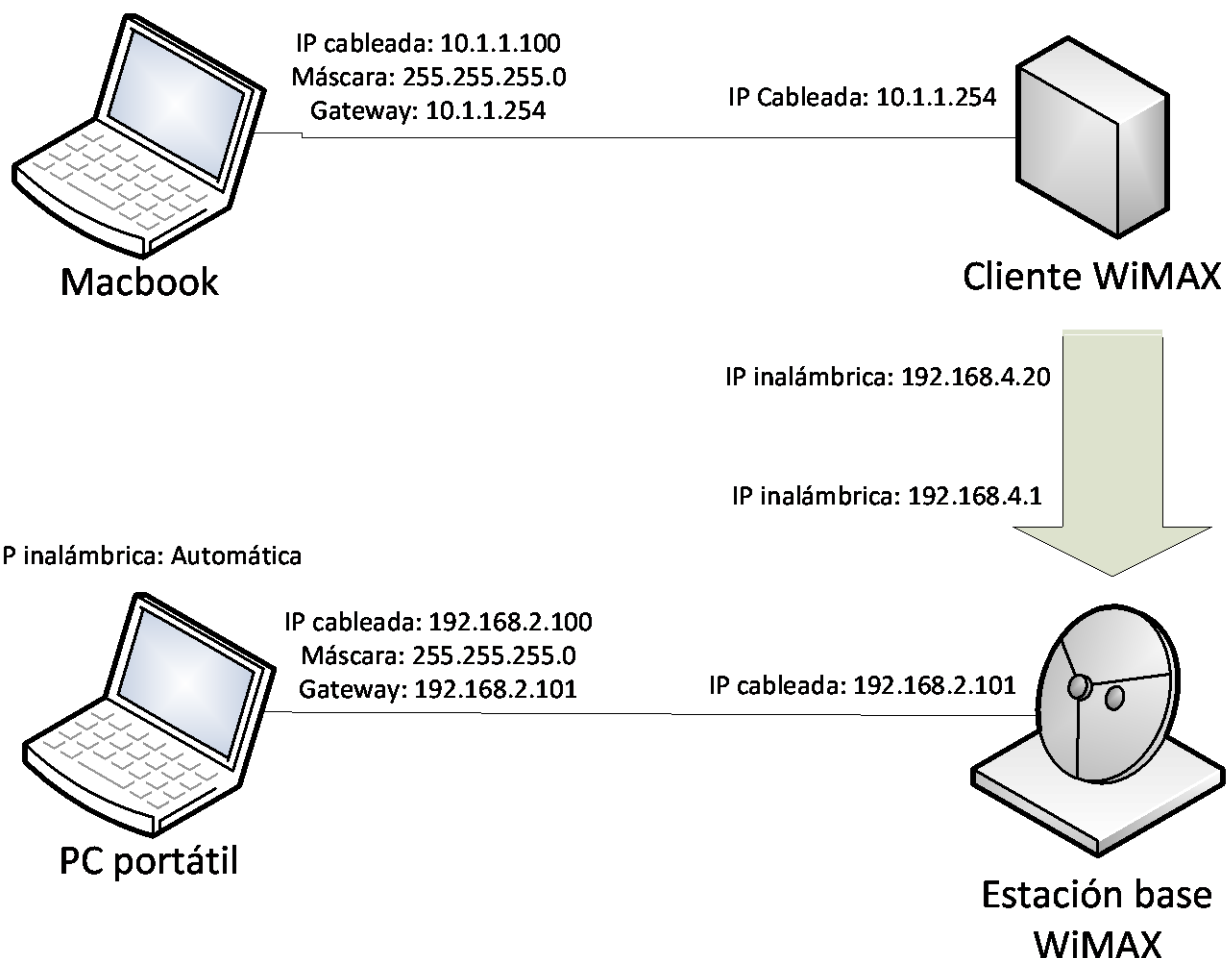 IP cableada: 10.1.1.100
Máscara: 255.255.255.0
Gateway: 10.1.1.254
IP Cableada: 10.1.1.254
Macbook
Cliente WiMAX
IP inalámbrica: 192.168.4.20
IP inalámbrica: 192.168.4.1
P inalámbrica: Automática
IP cableada: 192.168.2.100
Máscara: 255.255.255.0
Gateway: 192.168.2.101
IP cableada: 192.168.2.101
PC portátil
Estación base
WiMAX